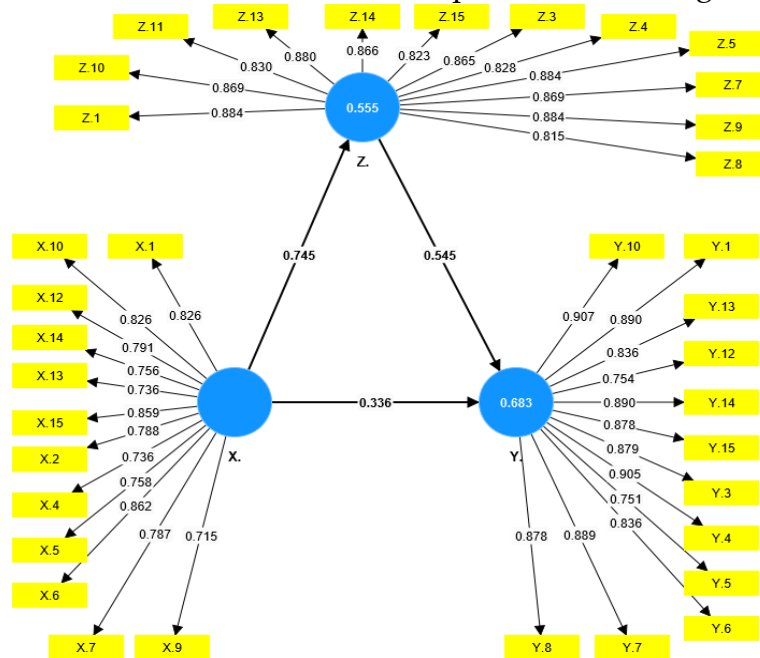 Z.13
Z.14
Z.15
Z.3
Z.11
Z.4
Z.5
Z.10
Z.7
Z.1
Z.9
Z.8
0.880
0.866
0.823
0.865
0.830
0.828
0.884
0.869
0.869
0.884
0.884
0.815
0.555
Z.
0.745
0.545
0.336
X.10
X.1
X.12
X.14
X.13
X.15
X.2
X.4
X.5
X.6
X.7
X.9
0.826
0.826
0.791
0.756
0.736
0.859
0.788
0.736
0.758
0.862
0.787
0.715
X.
Y.10
Y.1
Y.13
Y.12
Y.14
Y.15
Y.3
Y.4
Y.5
Y.6
Y.8
Y.7
0.907
0.890
0.836
0.754
0.890
0.878
0.879
0.905
0.751
0.836
0.878
0.889
0.683
Y.